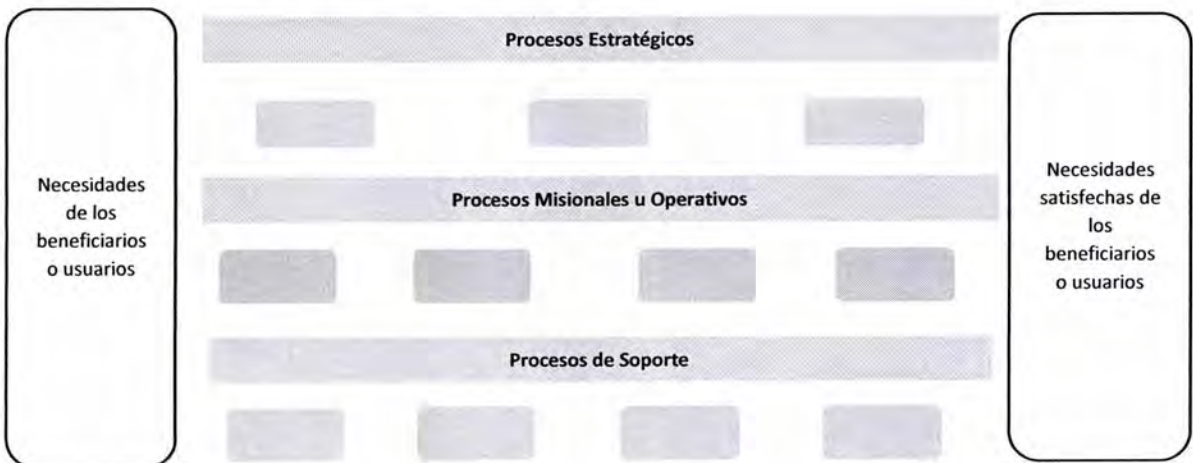 Necesidades
de los
beneficiarios
o usuarios
Procesos Estratégicos
Procesos Misionales u Operativos
Procesos de Soporte
Necesidades
satisfechas de
los
beneficiarios
o usuarios